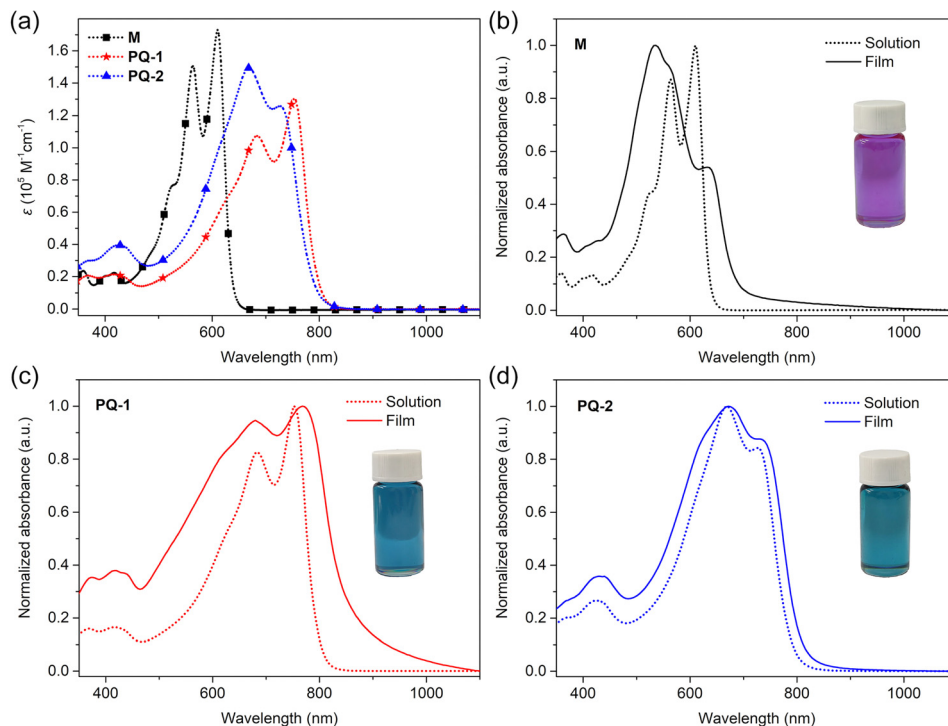 (a)
M
PQ-1
PQ-2
ε (10⁵ M⁻¹cm⁻¹)
1.6
1.4
1.2
1.0
0.8
0.6
0.4
0.2
0.0
400 600 800 1000
Wavelength (nm)
(b)
M
Solution
Film
Normalized absorbance (a.u.)
1.0
0.8
0.6
0.4
0.2
0.0
400 600 800 1000
Wavelength (nm)
(c)
PQ-1
Solution
Film
Normalized absorbance (a.u.)
1.0
0.8
0.6
0.4
0.2
0.0
400 600 800 1000
Wavelength (nm)
(d)
PQ-2
Solution
Film
Normalized absorbance (a.u.)
1.0
0.8
0.6
0.4
0.2
0.0
400 600 800 1000
Wavelength (nm)